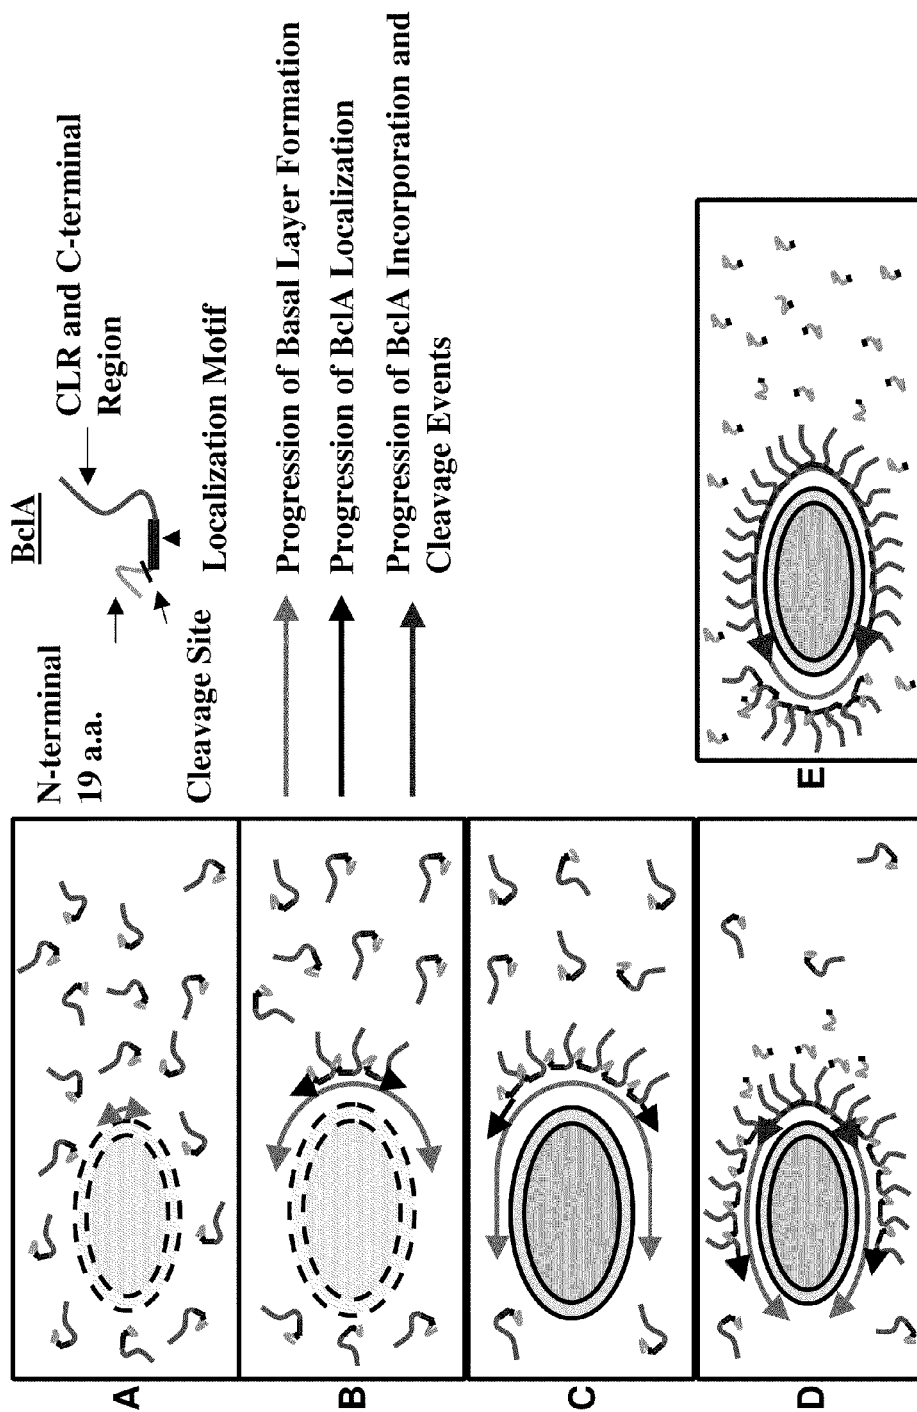 BclA
N-terminal
19 a.a.
CLR and C-terminal
Region
Cleavage Site
Localization Motif
Progression of Basal Layer Formation
Progression of BclA Localization
Progression of BclA Incorporation and
Cleavage Events
A
B
C
D
E